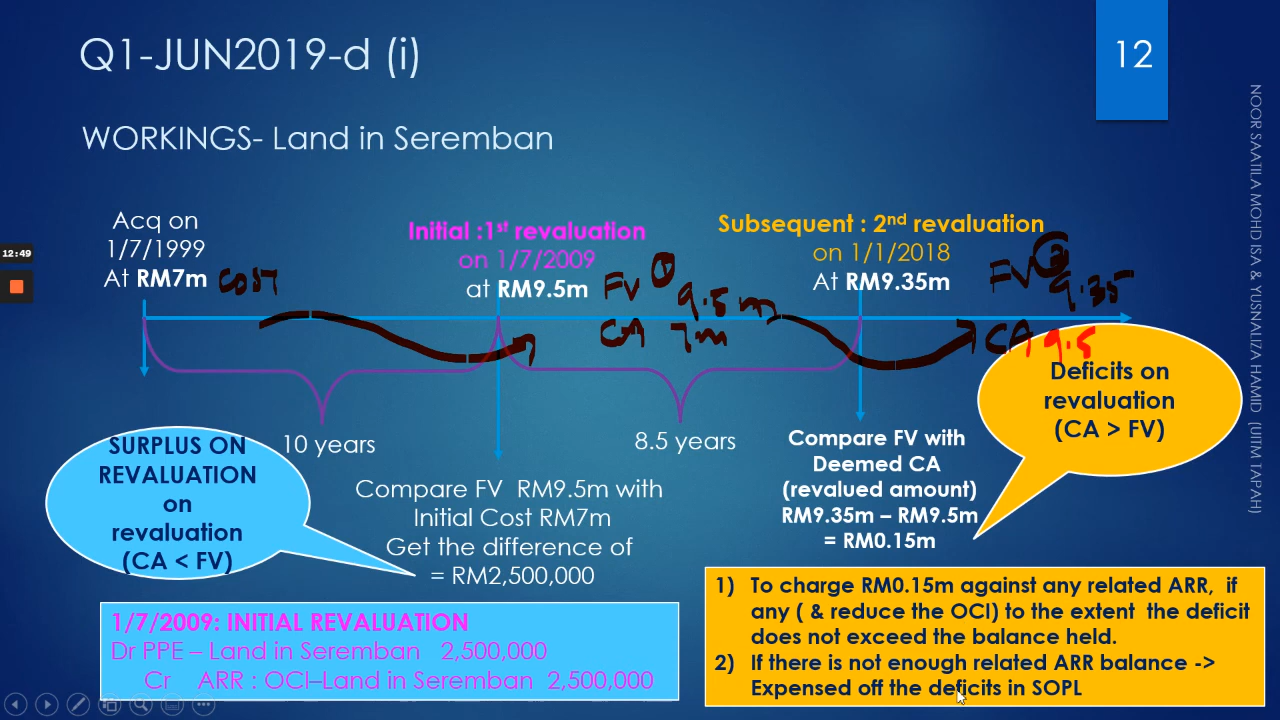 Q1-JUN2019-d (i)
12
WORKINGS- Land in Seremban
Acq on
1/7/1999
At RM7m
COST
Initial :1st revaluation
on 1/7/2009
at RM9.5m
FV 1 9.5 m
CA 7m
Subsequent : 2nd revaluation
on 1/1/2018
At RM9.35m
FV 2 9.35
CA 9.5
12:49
10 years
8.5 years
SURPLUS ON
REVALUATION
on
revaluation
(CA < FV)
Compare FV RM9.5m with
Initial Cost RM7m
Get the difference of
= RM2,500,000
Compare FV with
Deemed CA
(revalued amount)
RM9.35m – RM9.5m
= RM0.15m
Deficits on
revaluation
(CA > FV)
1/7/2009: INITIAL REVALUATION
Dr PPE – Land in Seremban 2,500,000
Cr ARR : OCI–Land in Seremban 2,500,000
1) To charge RM0.15m against any related ARR, if
any ( & reduce the OCI) to the extent the deficit
does not exceed the balance held.
2) If there is not enough related ARR balance ->
Expensed off the deficits in SOPL
NOOR SAATILA MOHD ISA & YUSNALIZA HAMID (UITM TAPAH)